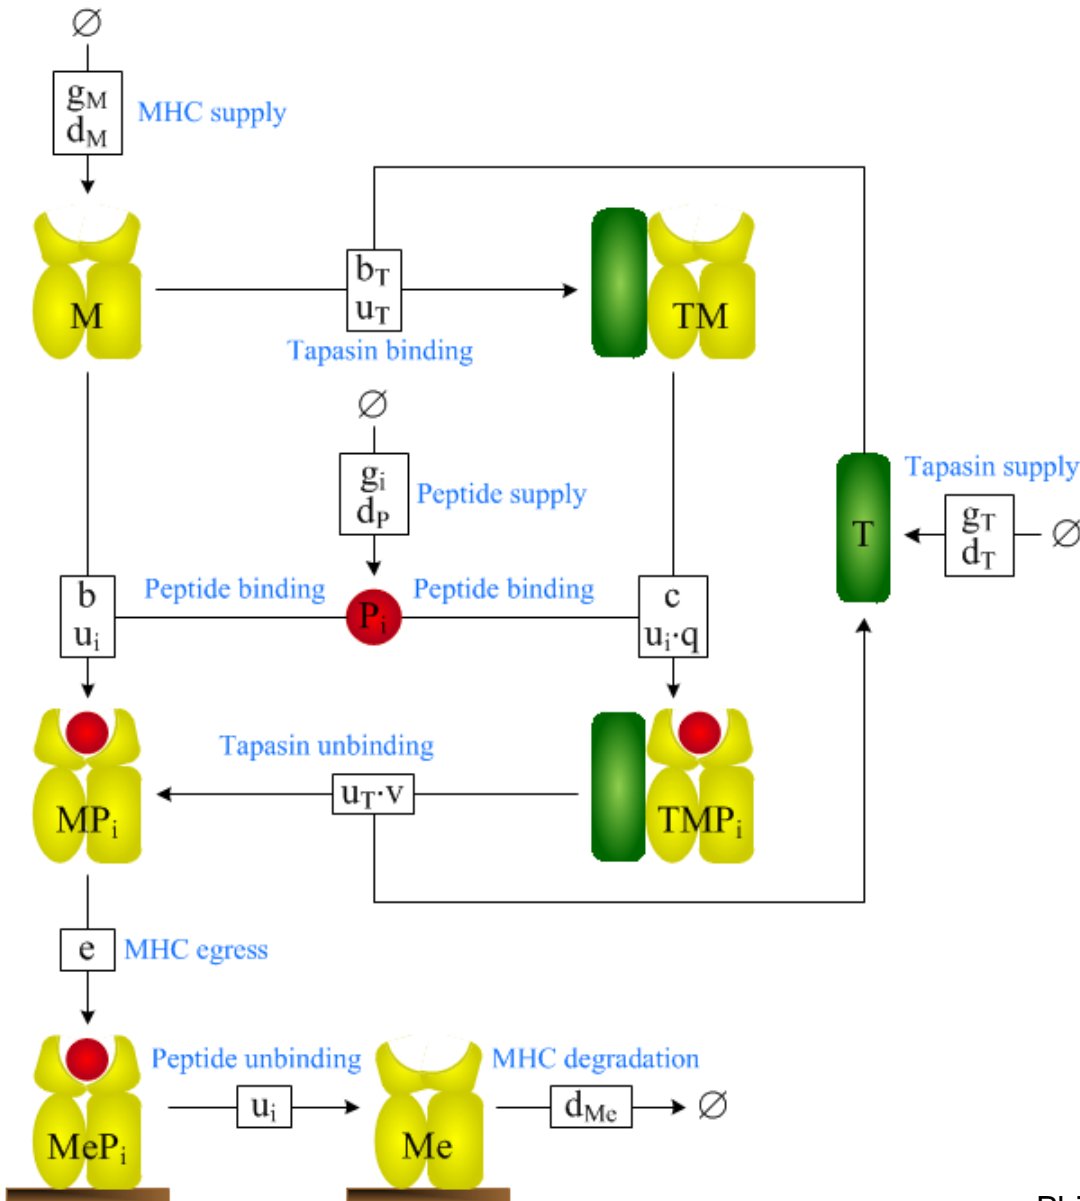 ∅
g_M
d_M
MHC supply
M
b_T
u_T
Tapasin binding
TM
∅
g_i
d_P
Peptide supply
T
Tapasin supply
g_T
d_T
∅
b
u_i
Peptide binding
P_i
Peptide binding
c
u_i·q
MP_i
Tapasin unbinding
u_T·v
TMP_i
e
MHC egress
MeP_i
Peptide unbinding
u_i
Me
MHC degradation
d_Me
∅